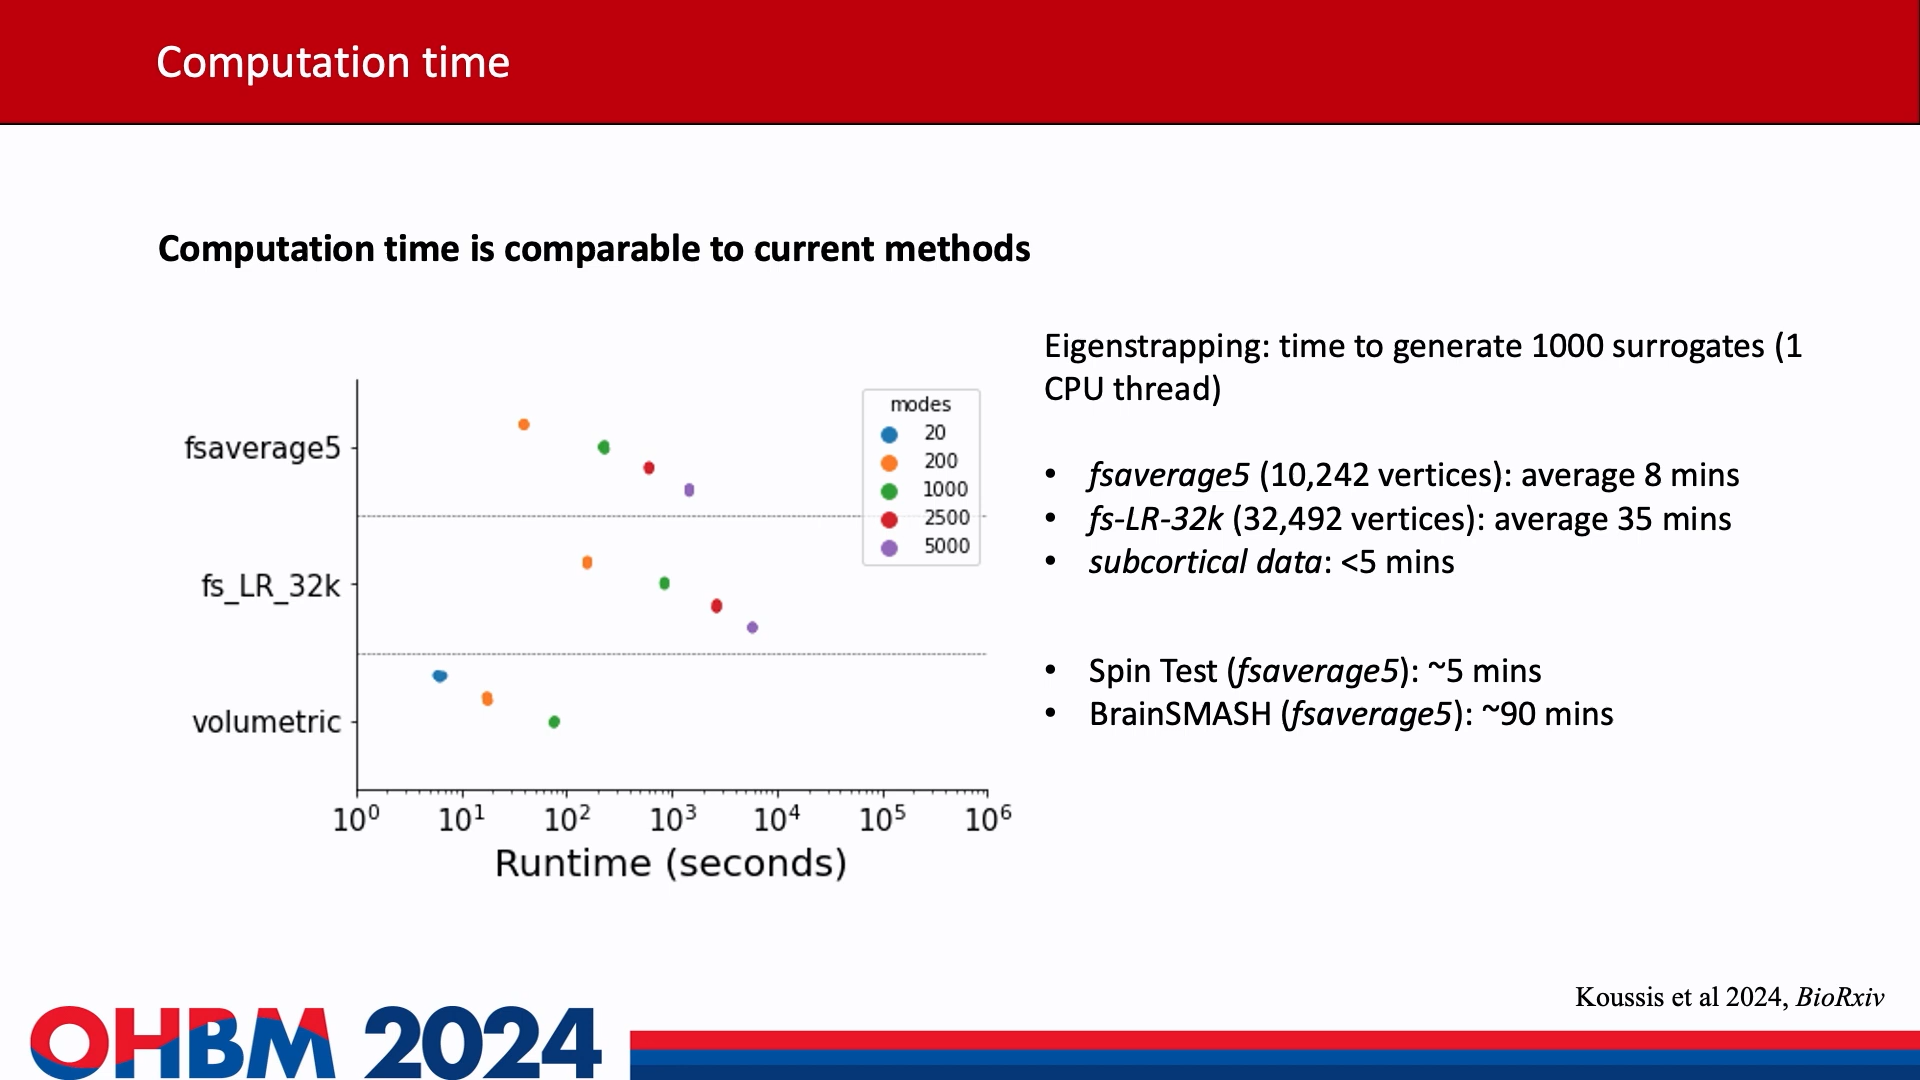 Computation time
Computation time is comparable to current methods
fsaverage5
fs_LR_32k
volumetric
modes
20
200
1000
2500
5000
10⁰ 10¹ 10² 10³ 10⁴ 10⁵ 10⁶
Runtime (seconds)
Eigenstrapping: time to generate 1000 surrogates (1
CPU thread)
• fsaverage5 (10,242 vertices): average 8 mins
• fs-LR-32k (32,492 vertices): average 35 mins
• subcortical data: <5 mins
• Spin Test (fsaverage5): ~5 mins
• BrainSMASH (fsaverage5): ~90 mins
Koussis et al 2024, BioRxiv
OHBM 2024